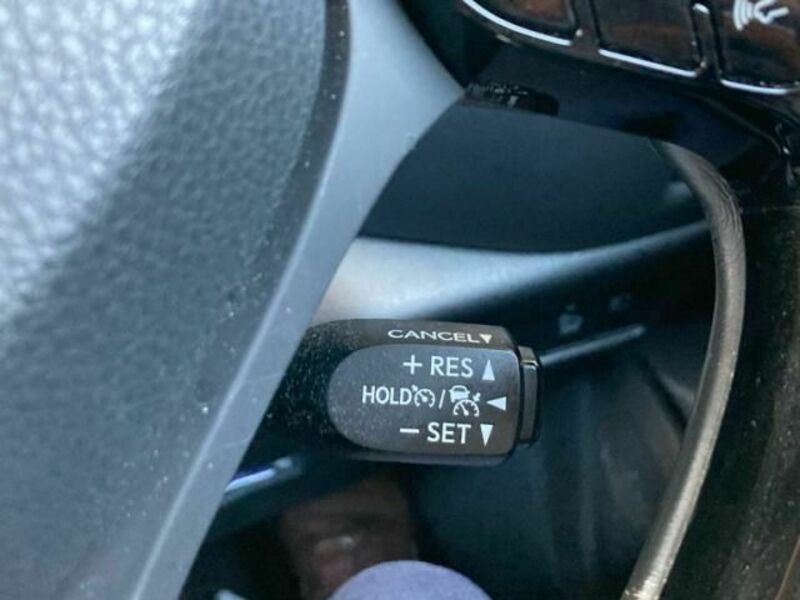 CANCEL▼
+ RES ▲
HOLD / ◄
− SET ▼